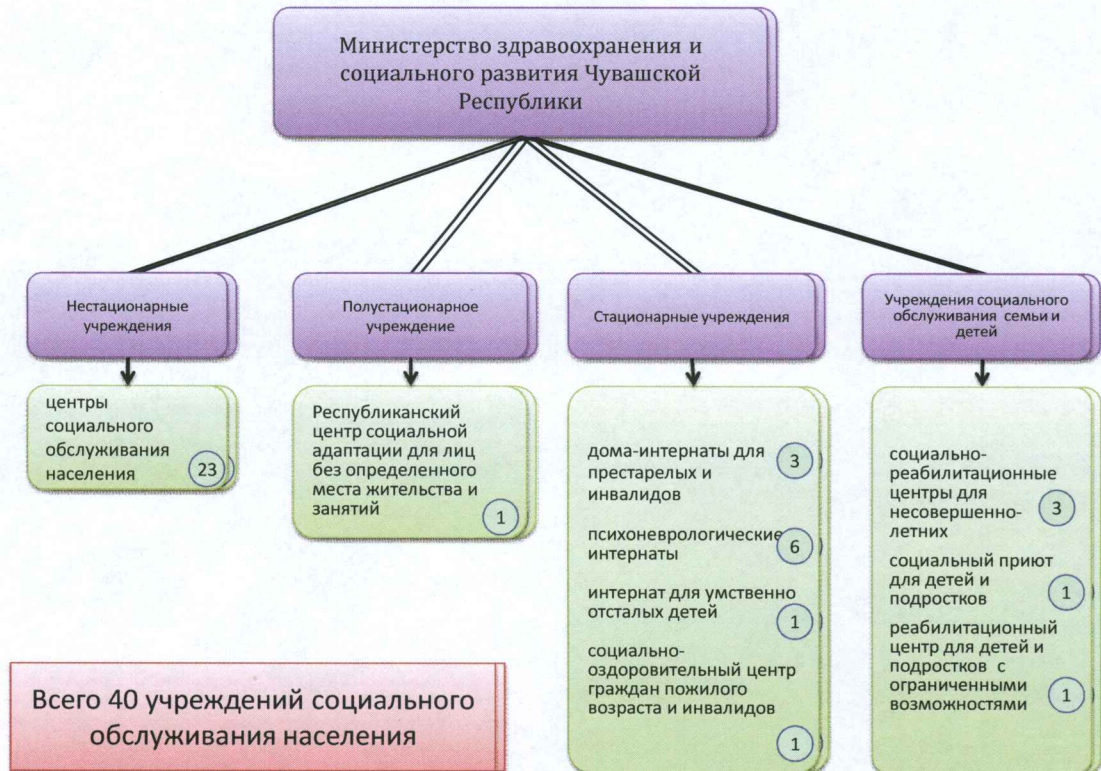 Министерство здравоохранения и
социального развития Чувашской
Республики
Нестационарные
учреждения
Полустационарное
учреждение
Стационарные учреждения
Учреждения социального
обслуживания семьи и
детей
центры
социального
обслуживания
населения
23
Республиканский
центр социальной
адаптации для лиц
без определенного
места жительства и
занятий
1
дома-интернаты для
престарелых и
инвалидов
3
психоневрологические
интернаты
6
интернат для умственно
отсталых детей
1
социально-
оздоровительный центр
граждан пожилого
возраста и инвалидов
1
социально-
реабилитационные
центры для
несовершенно-
летних
3
социальный приют
для детей и
подростков
1
реабилитационный
центр для детей и
подростков с
ограниченными
возможностями
1
Всего 40 учреждений социального
обслуживания населения